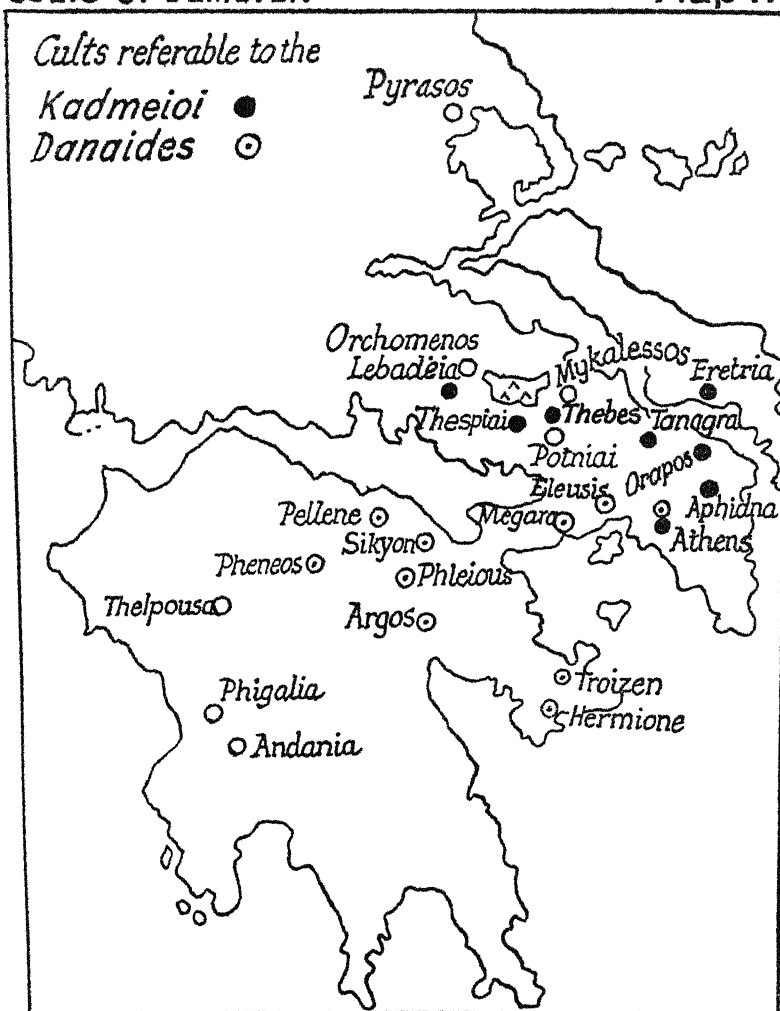 Cults referable to the
Kadmeioi
Danaides
Pyrasos
Orchomenos
Lebadeia
Mykalessos
Eretria
Thespiai
Thebes
Tanagra
Potniai
Orapos
Eleusis
Aphidna
Megara
Athens
Pellene
Sikyon
Pheneos
Phleious
Thelpousa
Argos
Troizen
Phigalia
Hermione
Andania